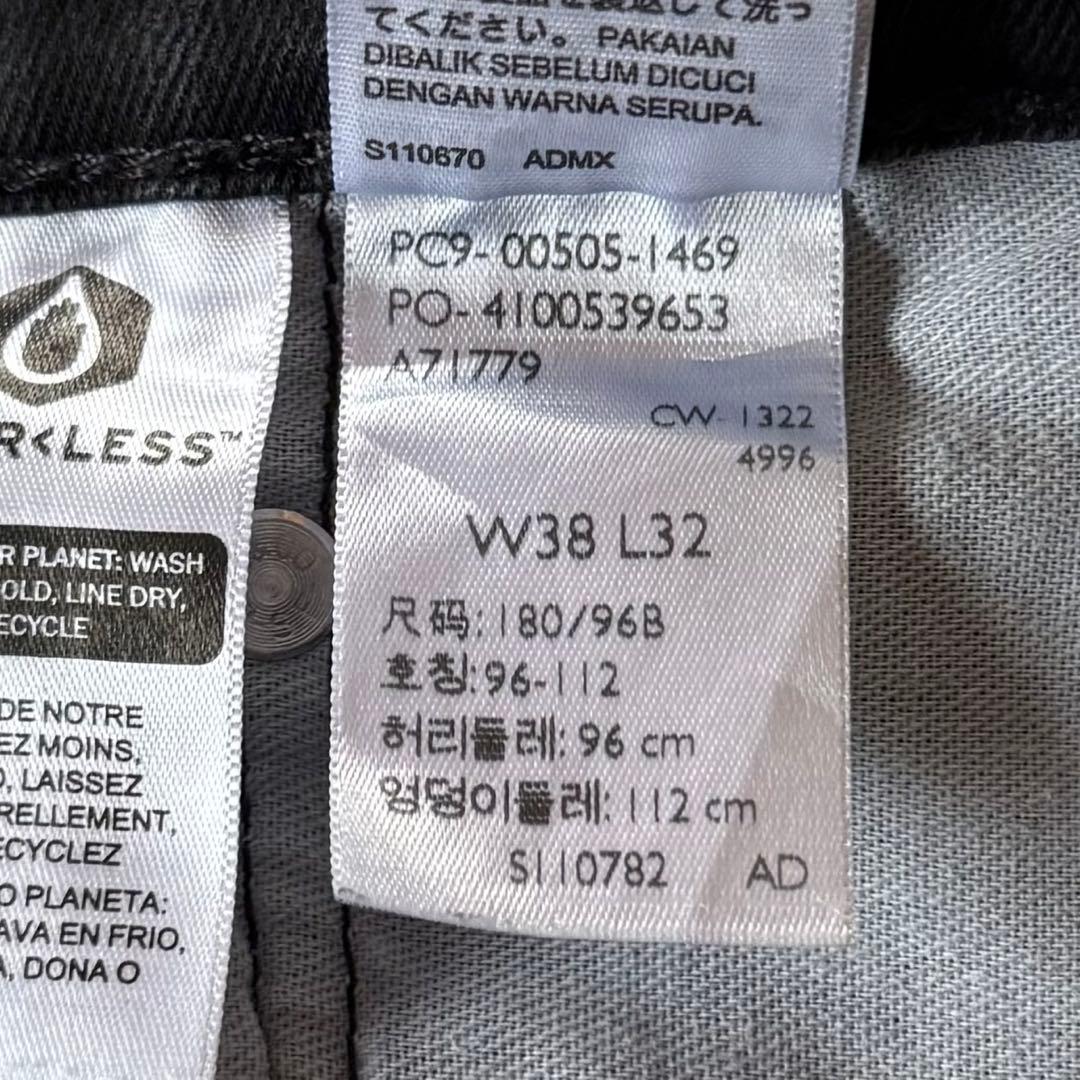 てください。 PAKAIAN
DIBALIK SEBELUM DICUCI
DENGAN WARNA SERUPA.
S110670 ADMX
PC9-00505-1469
PO-4100539653
A71779
CW-1322
4996
W38 L32
尺码: 180/96B
호칭: 96-112
허리둘레: 96 cm
엉덩이둘레: 112 cm
S110782 AD
R<LESS™
R PLANET: WASH
OLD, LINE DRY,
ECYCLE
DE NOTRE
EZ MOINS,
, LAISSEZ
RELLEMENT,
ECYCLEZ
O PLANETA:
AVA EN FRIO,
A, DONA O